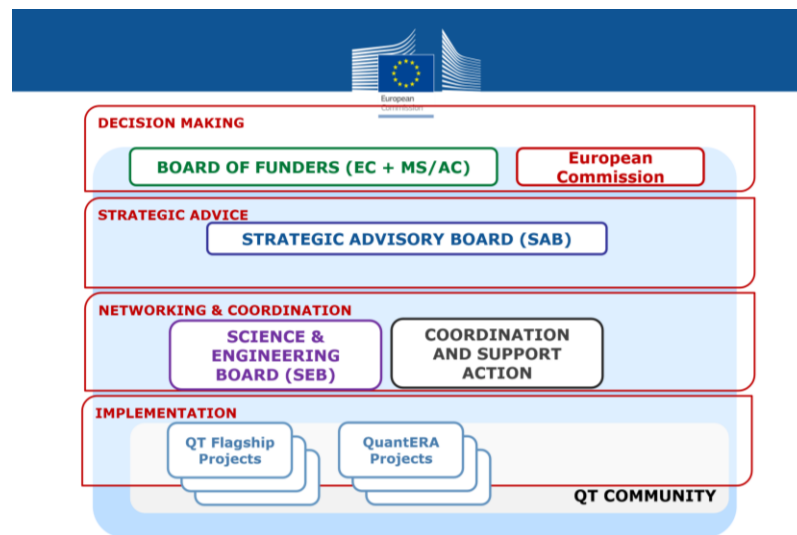 European
Commission
DECISION MAKING
BOARD OF FUNDERS (EC + MS/AC)
European
Commission
STRATEGIC ADVICE
STRATEGIC ADVISORY BOARD (SAB)
NETWORKING & COORDINATION
SCIENCE &
ENGINEERING
BOARD (SEB)
COORDINATION
AND SUPPORT
ACTION
IMPLEMENTATION
QT Flagship
Projects
QuantERA
Projects
QT COMMUNITY